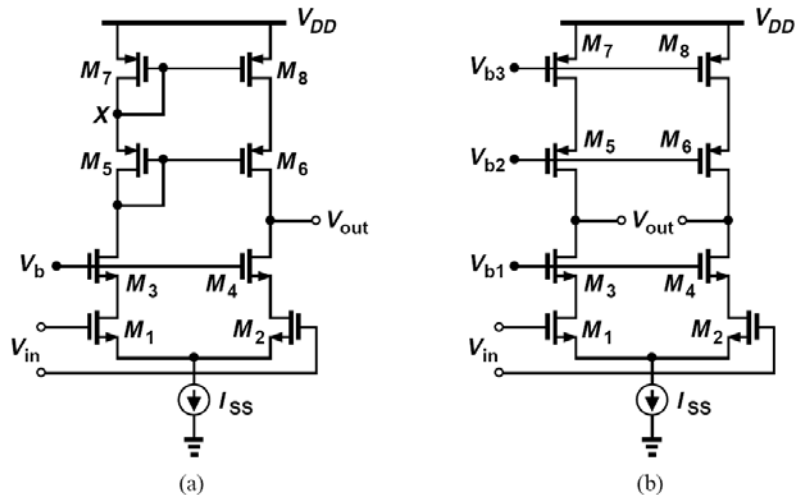 V_DD
M_7
M_8
X
M_5
M_6
V_out
V_b
M_3
M_4
M_1
M_2
V_in
I_SS
(a)
V_DD
M_7
M_8
V_b3
M_5
M_6
V_b2
V_out
V_b1
M_3
M_4
M_1
M_2
V_in
I_SS
(b)